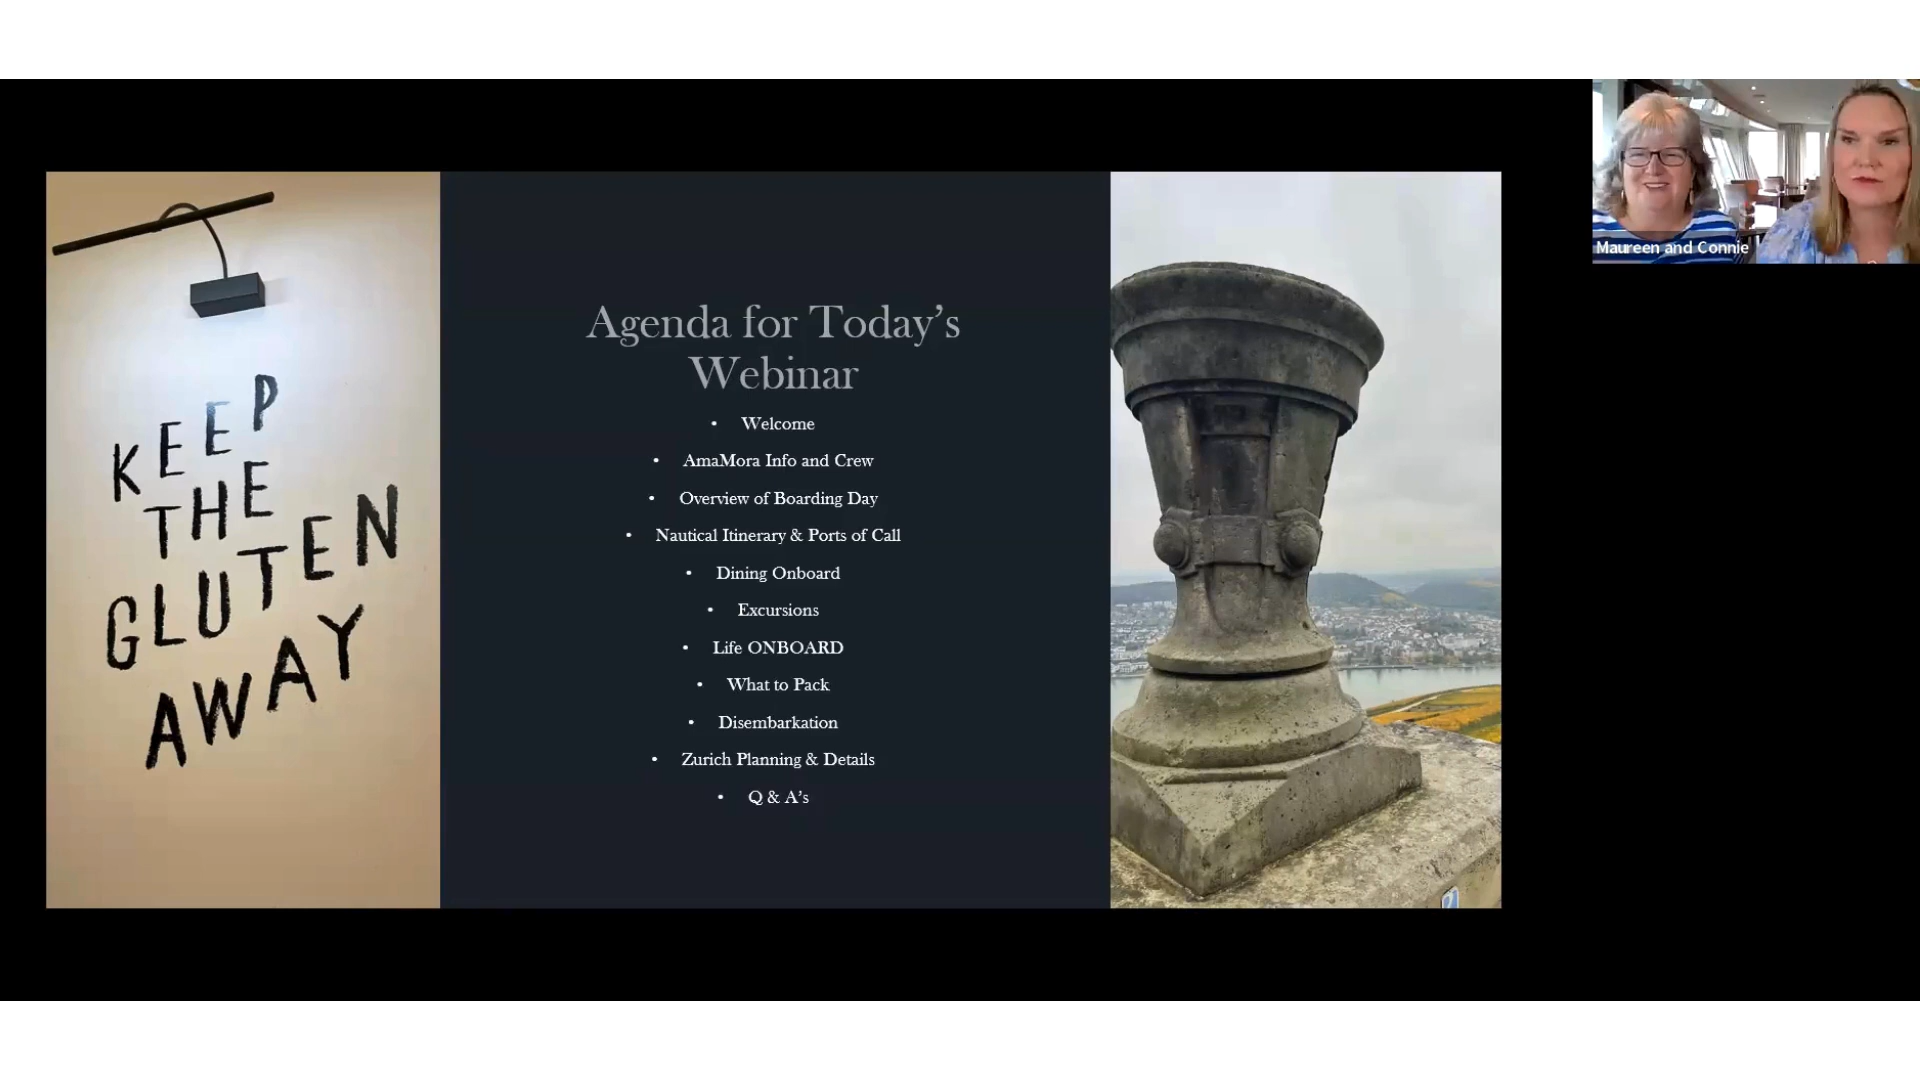 KEEP
THE
GLUTEN
AWAY
Agenda for Today's
Webinar
• Welcome
• AmaMora Info and Crew
• Overview of Boarding Day
• Nautical Itinerary & Ports of Call
• Dining Onboard
• Excursions
• Life ONBOARD
• What to Pack
• Disembarkation
• Zurich Planning & Details
• Q & A's
Maureen and Connie